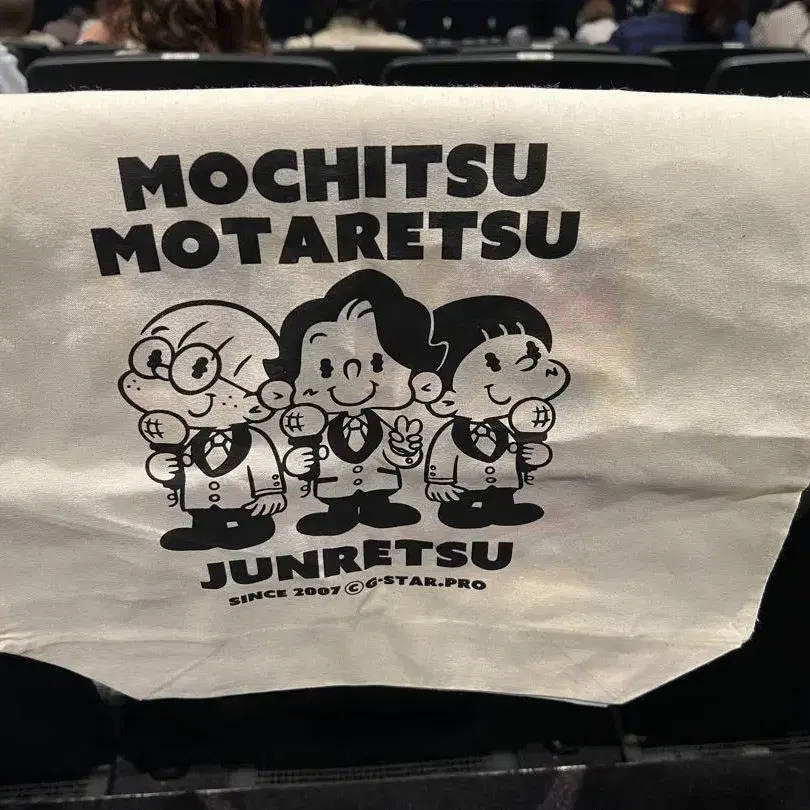 MOCHITSU
MOTARETSU
JUNRETSU
SINCE 2007 ©G-STAR.PRO